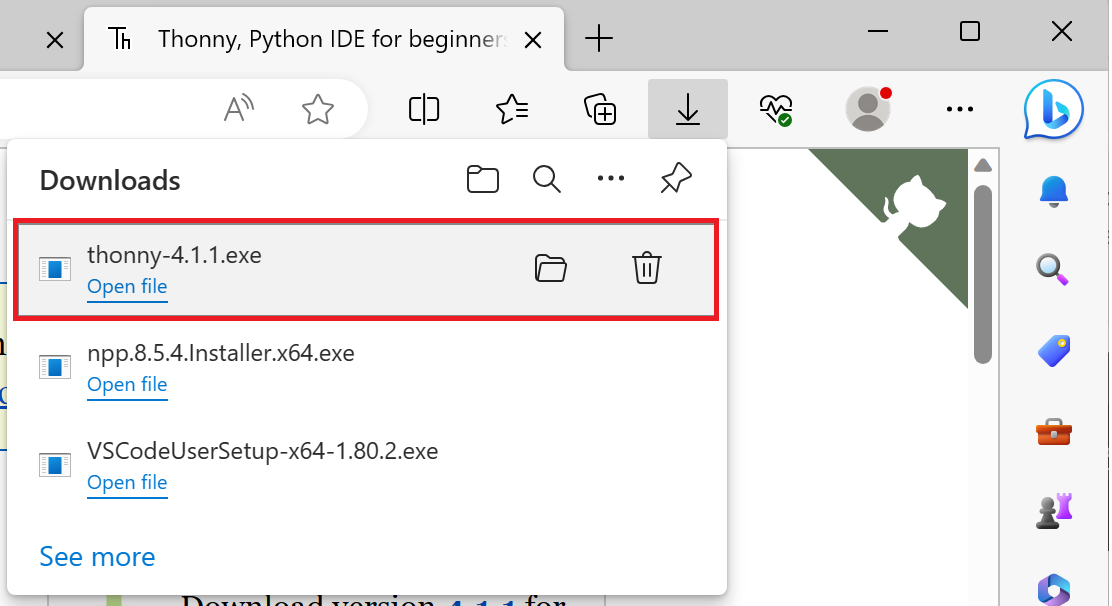 Th Thonny, Python IDE for beginners
A
Downloads
thonny-4.1.1.exe
Open file
npp.8.5.4.Installer.x64.exe
Open file
VSCodeUserSetup-x64-1.80.2.exe
Open file
See more
Download version 4.1.1 for